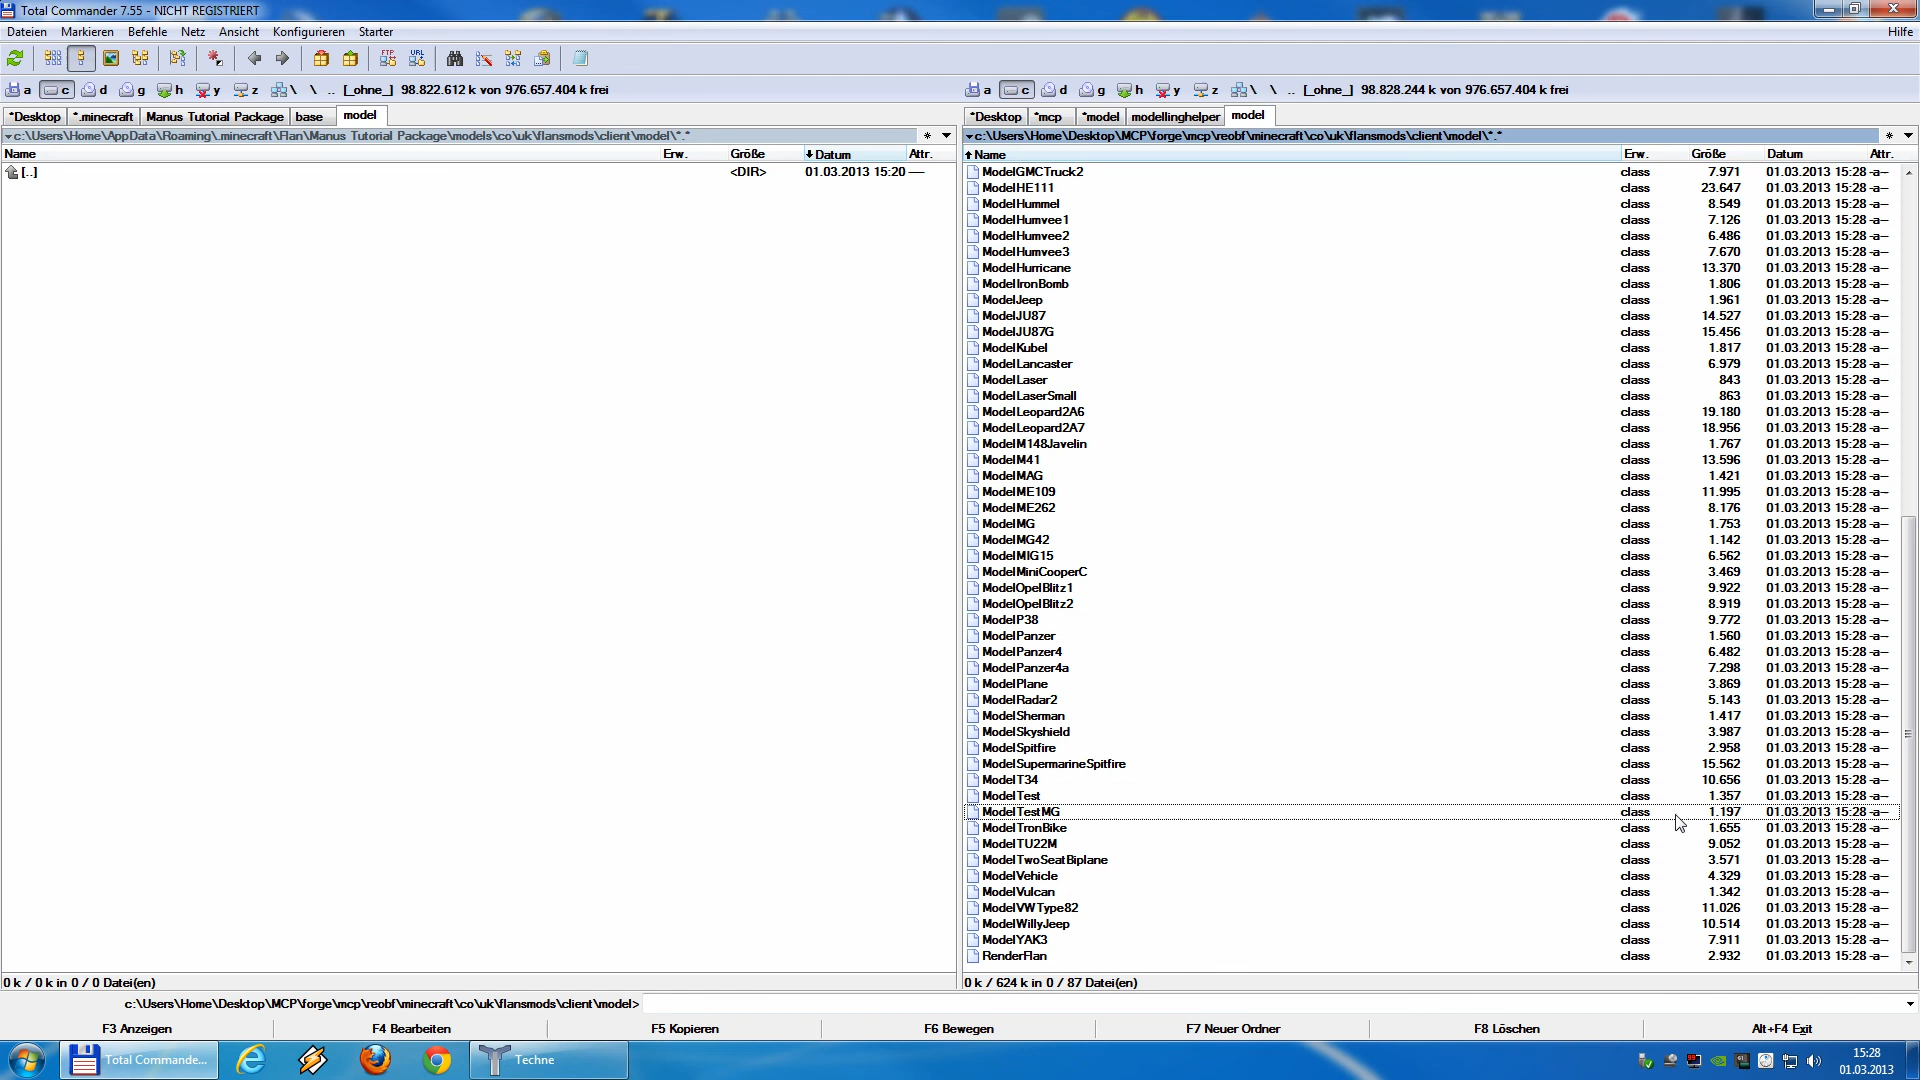 Total Commander 7.55 - NICHT REGISTRIERT
Dateien Markieren Befehle Netz Ansicht Konfigurieren Starter Hilfe
FTP URL
a c d g h y z \ \ .. [_ohne_] 98.822.612 k von 976.657.404 k frei
a c d g h y z \ \ .. [_ohne_] 98.828.244 k von 976.657.404 k frei
*Desktop *.minecraft Manus Tutorial Package base model
*Desktop *mcp *model modellinghelper model
c:\Users\Home\AppData\Roaming\.minecraft\Flan\Manus Tutorial Package\models\co\uk\flansmods\client\model\*.*
c:\Users\Home\Desktop\MCP\forge\mcp\reobf\minecraft\co\uk\flansmods\client\model\*.*
Name Erw. Größe Datum Attr.
[..] <DIR> 01.03.2013 15:20 ----
Name Erw. Größe Datum Attr.
ModelGMCTruck2 class 7.971 01.03.2013 15:28 -a--
ModelHE111 class 23.647 01.03.2013 15:28 -a--
ModelHummel class 8.549 01.03.2013 15:28 -a--
ModelHumvee1 class 7.126 01.03.2013 15:28 -a--
ModelHumvee2 class 6.486 01.03.2013 15:28 -a--
ModelHumvee3 class 7.670 01.03.2013 15:28 -a--
ModelHurricane class 13.370 01.03.2013 15:28 -a--
ModelIronBomb class 1.806 01.03.2013 15:28 -a--
ModelJeep class 1.961 01.03.2013 15:28 -a--
ModelJU87 class 14.527 01.03.2013 15:28 -a--
ModelJU87G class 15.456 01.03.2013 15:28 -a--
ModelKubel class 1.817 01.03.2013 15:28 -a--
ModelLancaster class 6.979 01.03.2013 15:28 -a--
ModelLaser class 843 01.03.2013 15:28 -a--
ModelLaserSmall class 863 01.03.2013 15:28 -a--
ModelLeopard2A6 class 19.180 01.03.2013 15:28 -a--
ModelLeopard2A7 class 18.956 01.03.2013 15:28 -a--
ModelM148Javelin class 1.767 01.03.2013 15:28 -a--
ModelM41 class 13.596 01.03.2013 15:28 -a--
ModelMAG class 1.421 01.03.2013 15:28 -a--
ModelME109 class 11.995 01.03.2013 15:28 -a--
ModelME262 class 8.176 01.03.2013 15:28 -a--
ModelMG class 1.753 01.03.2013 15:28 -a--
ModelMG42 class 1.142 01.03.2013 15:28 -a--
ModelMIG15 class 6.562 01.03.2013 15:28 -a--
ModelMiniCooperC class 3.469 01.03.2013 15:28 -a--
ModelOpelBlitz1 class 9.922 01.03.2013 15:28 -a--
ModelOpelBlitz2 class 8.919 01.03.2013 15:28 -a--
ModelP38 class 9.772 01.03.2013 15:28 -a--
ModelPanzer class 1.560 01.03.2013 15:28 -a--
ModelPanzer4 class 6.482 01.03.2013 15:28 -a--
ModelPanzer4a class 7.298 01.03.2013 15:28 -a--
ModelPlane class 3.869 01.03.2013 15:28 -a--
ModelRadar2 class 5.143 01.03.2013 15:28 -a--
ModelSherman class 1.417 01.03.2013 15:28 -a--
ModelSkyshield class 3.987 01.03.2013 15:28 -a--
ModelSpitfire class 2.958 01.03.2013 15:28 -a--
ModelSupermarineSpitfire class 15.562 01.03.2013 15:28 -a--
ModelT34 class 10.656 01.03.2013 15:28 -a--
ModelTest class 1.357 01.03.2013 15:28 -a--
ModelTestMG class 1.197 01.03.2013 15:28 -a--
ModelTronBike class 1.655 01.03.2013 15:28 -a--
ModelTU22M class 9.052 01.03.2013 15:28 -a--
ModelTwoSeatBiplane class 3.571 01.03.2013 15:28 -a--
ModelVehicle class 4.329 01.03.2013 15:28 -a--
ModelVulcan class 1.342 01.03.2013 15:28 -a--
ModelVWType82 class 11.026 01.03.2013 15:28 -a--
ModelWillyJeep class 10.514 01.03.2013 15:28 -a--
ModelYAK3 class 7.911 01.03.2013 15:28 -a--
RenderFlan class 2.932 01.03.2013 15:28 -a--
0 k / 0 k in 0 / 0 Datei(en)
0 k / 624 k in 0 / 87 Datei(en)
c:\Users\Home\Desktop\MCP\forge\mcp\reobf\minecraft\co\uk\flansmods\client\model>
F3 Anzeigen F4 Bearbeiten F5 Kopieren F6 Bewegen F7 Neuer Ordner F8 Löschen Alt+F4 Exit
Total Commande... Techne
15:28
01.03.2013